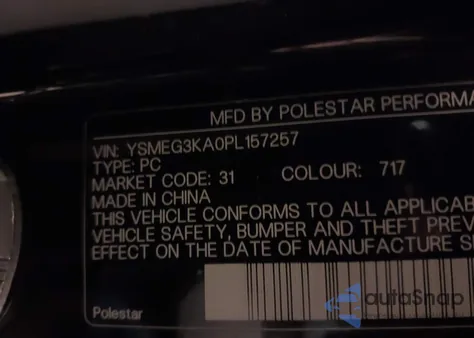 MFD BY POLESTAR PERFORMA
VIN: YSMEG3KA0PL157257
TYPE: PC
MARKET CODE: 31 COLOUR: 717
MADE IN CHINA
THIS VEHICLE CONFORMS TO ALL APPLICAB
VEHICLE SAFETY, BUMPER AND THEFT PREV
EFFECT ON THE DATE OF MANUFACTURE S
Polestar
autoSnap